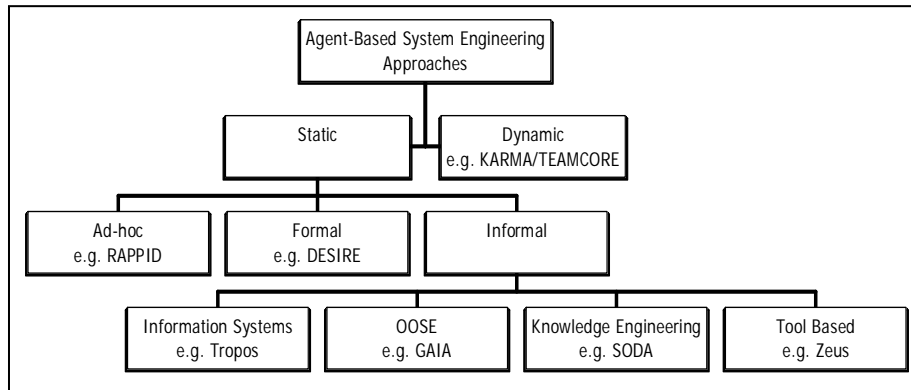 Agent-Based System Engineering
Approaches
Static
Dynamic
e.g. KARMA/TEAMCORE
Ad-hoc
e.g. RAPPID
Formal
e.g. DESIRE
Informal
Information Systems
e.g. Tropos
OOSE
e.g. GAIA
Knowledge Engineering
e.g. SODA
Tool Based
e.g. Zeus